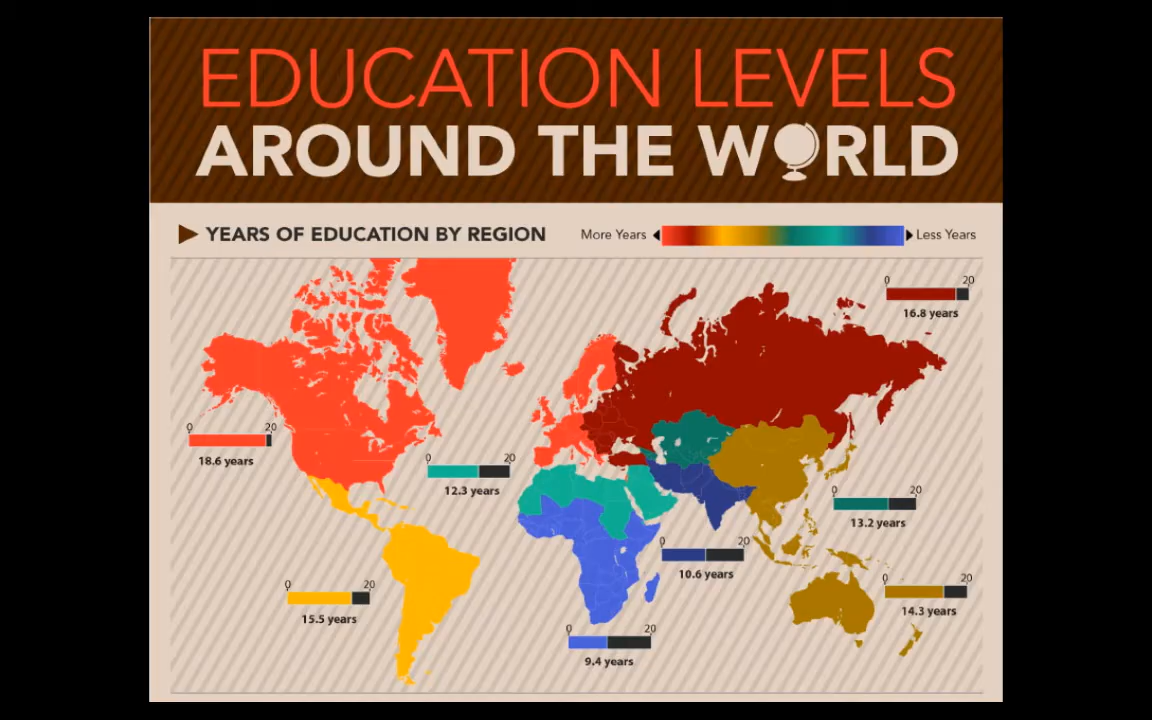 EDUCATION LEVELS
AROUND THE WORLD
YEARS OF EDUCATION BY REGION
More Years Less Years
0 20
16.8 years
0 20
18.6 years
0 20
12.3 years
0 20
13.2 years
0 20
10.6 years
0 20
14.3 years
0 20
15.5 years
0 20
9.4 years